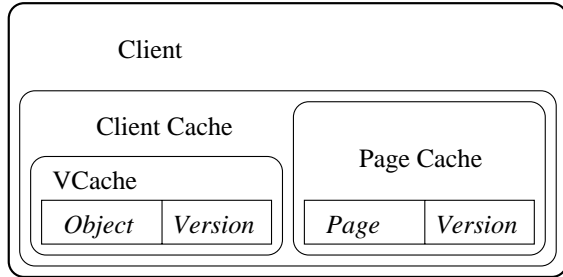 Client
Client Cache
VCache
Object Version
Page Cache
Page Version